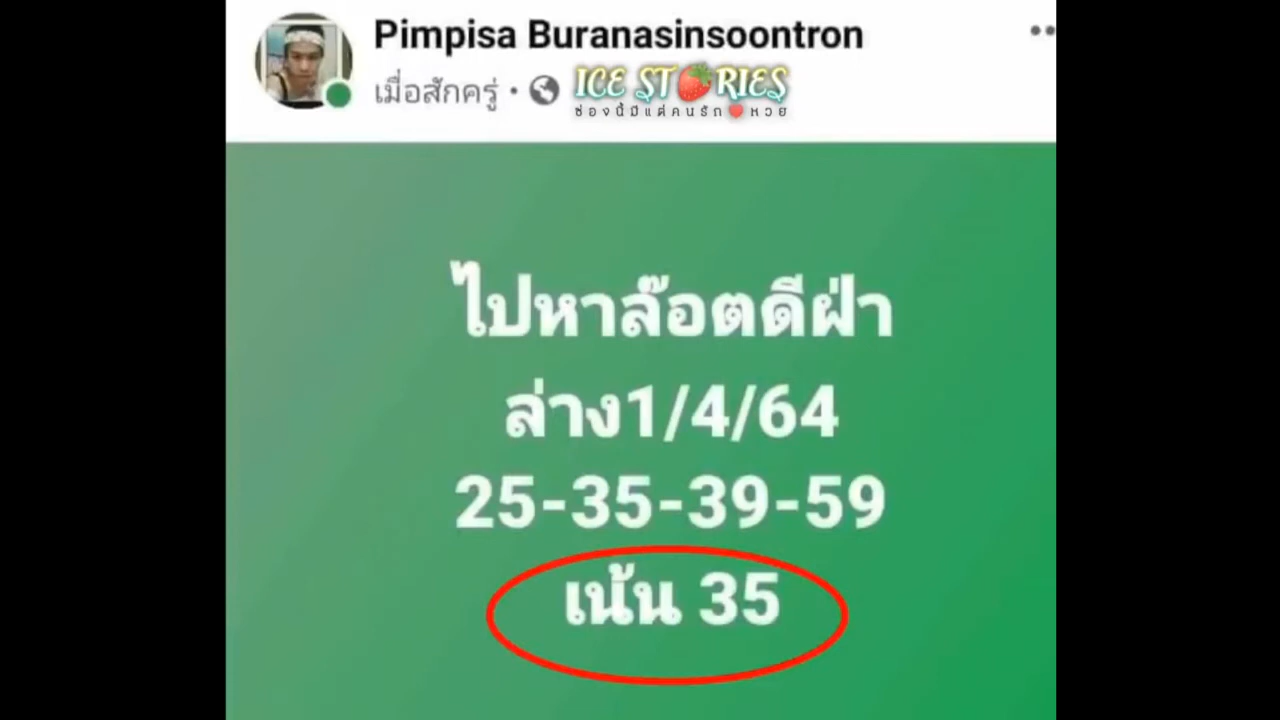 Pimpisa Buranasinsoontron
เมื่อสักครู่ ·
ICE STORIES
ช่องนี้มีแต่คนรักหวย
ไปหาล๊อตดีฝ่า
ล่าง1/4/64
25-35-39-59
เน้น 35